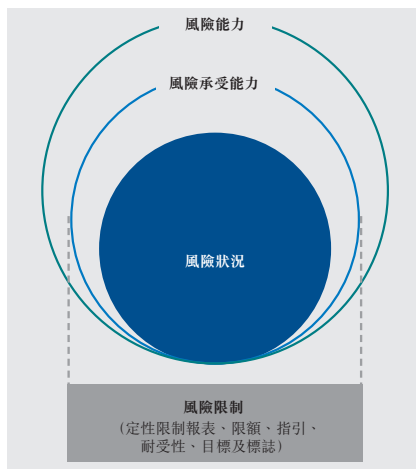 風險能力
風險承受能力
風險狀況
風險限制
(定性限制報表、限額、指引、
耐受性、目標及標誌)